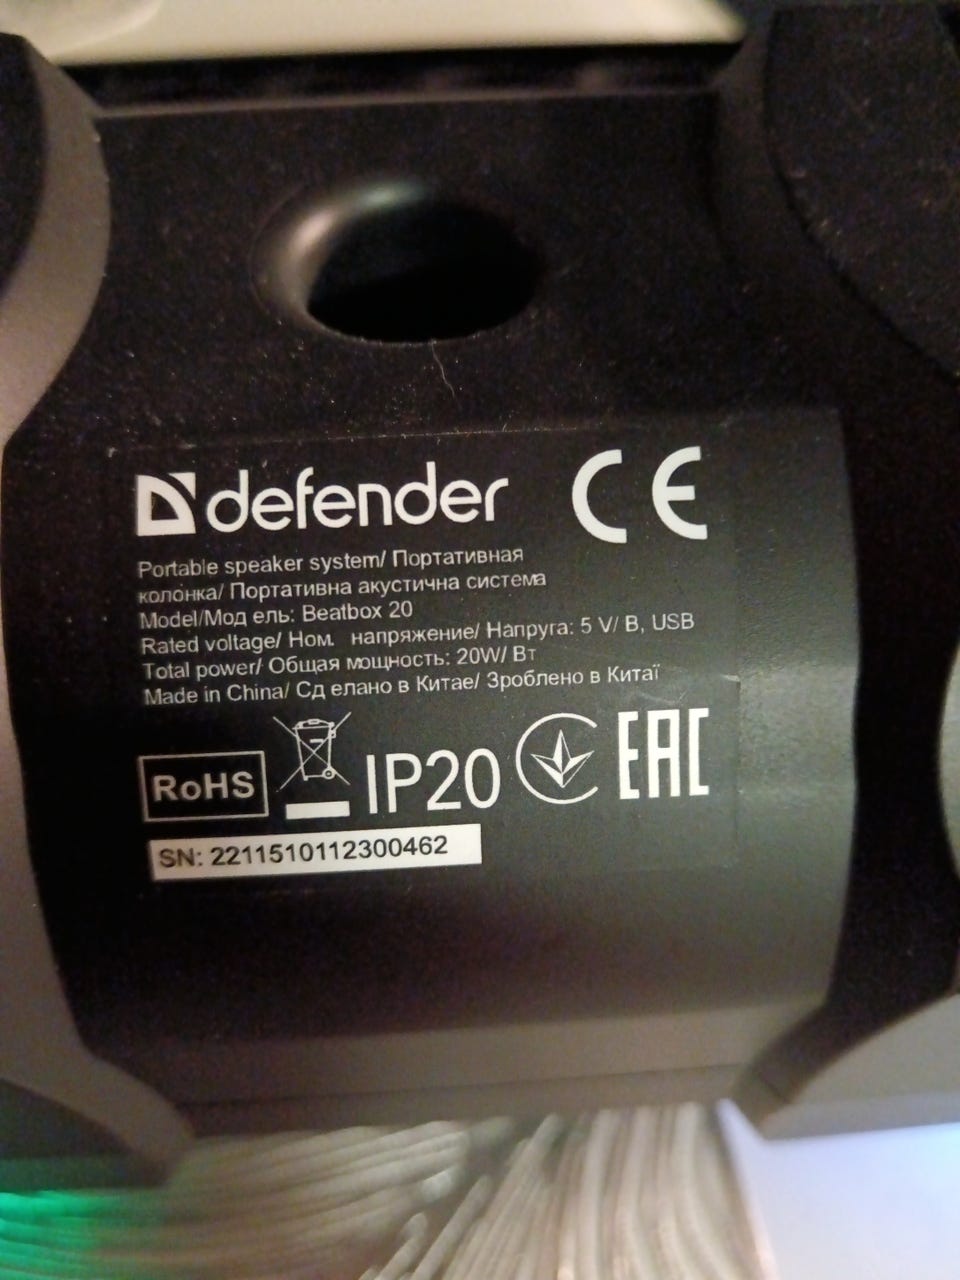 defender CE
Portable speaker system/ Портативная
колонка/ Портативна акустична система
Model/Мод ель: Beatbox 20
Rated voltage/ Ном. напряжение/ Напруга: 5 V/ В, USB
Total power/ Общая мощность: 20W/ Вт
Made in China/ Сд елано в Китае/ Зроблено в Китаї
RoHS IP20 EAC
SN: 2211510112300462